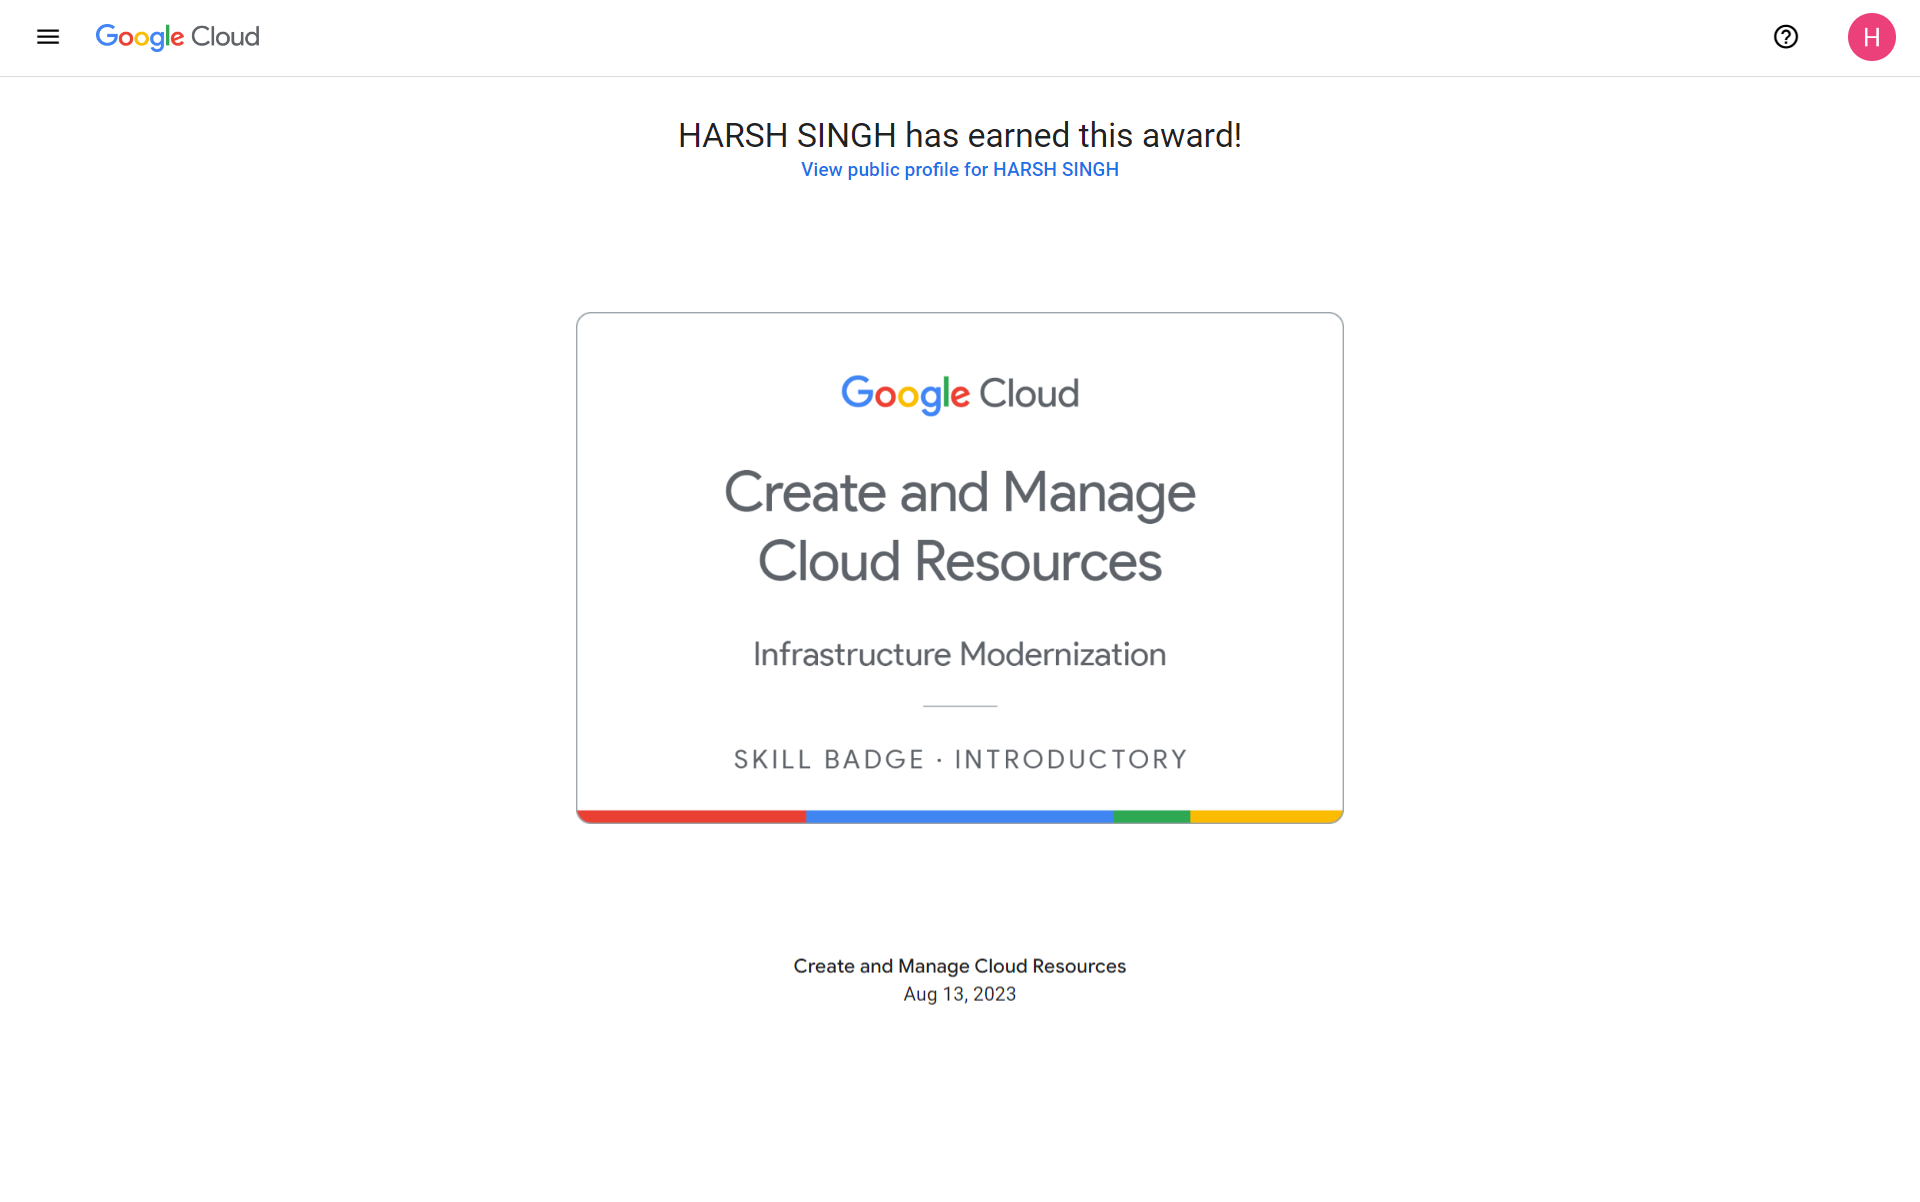 Google Cloud
H
HARSH SINGH has earned this award!
View public profile for HARSH SINGH
Google Cloud
Create and Manage
Cloud Resources
Infrastructure Modernization
SKILL BADGE · INTRODUCTORY
Create and Manage Cloud Resources
Aug 13, 2023